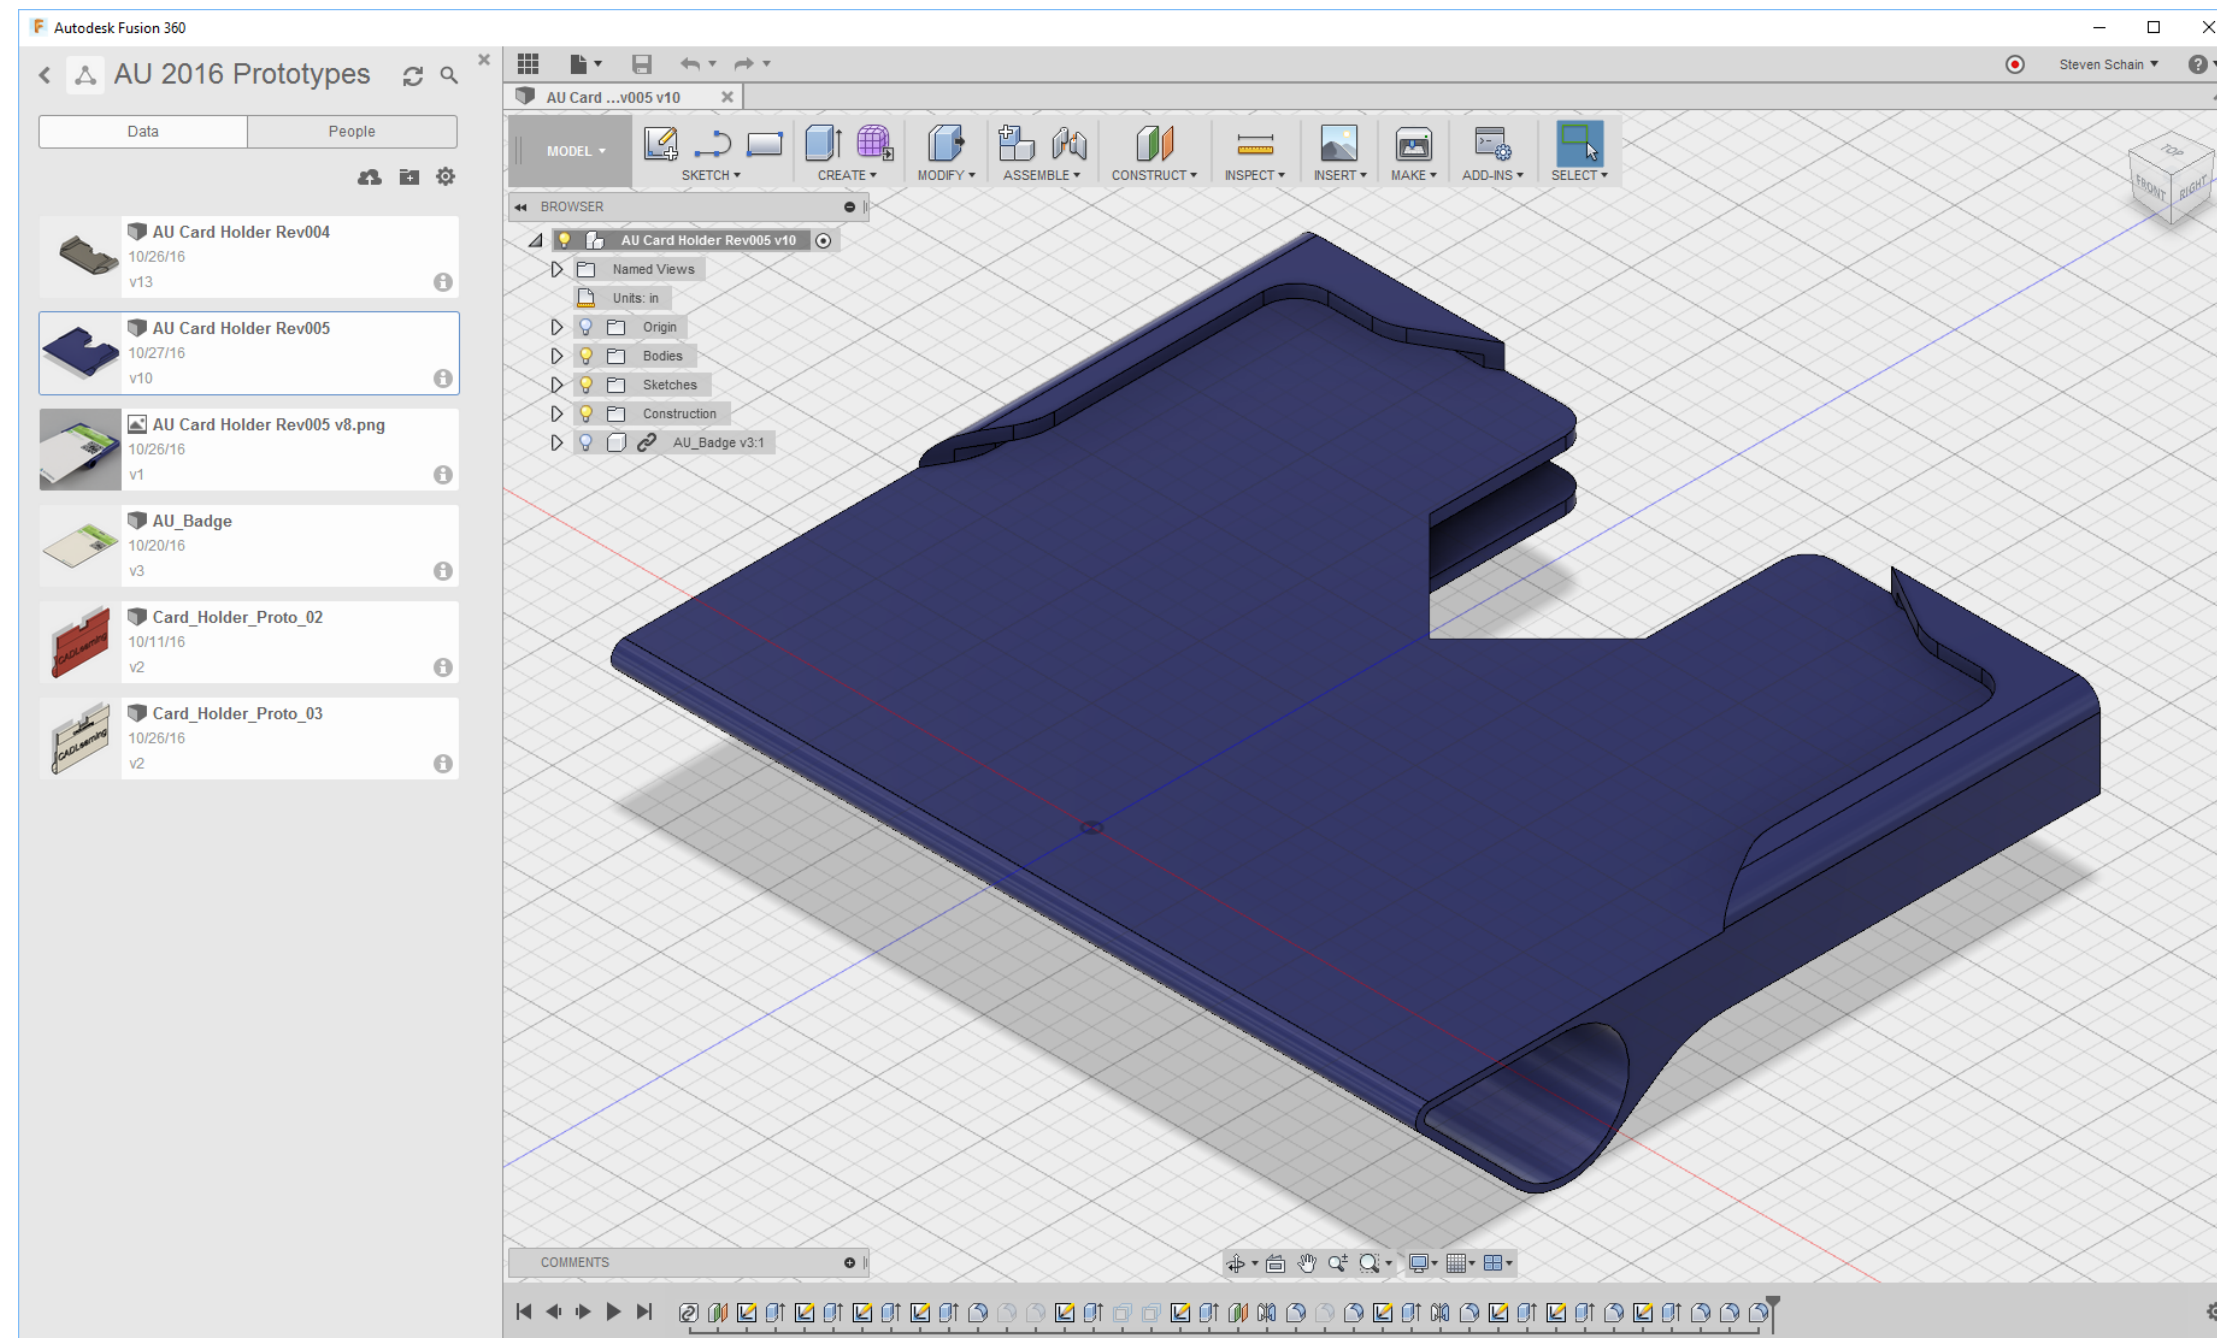 Autodesk Fusion 360
AU 2016 Prototypes
Data
People
AU Card Holder Rev004
10/26/16
v13
AU Card Holder Rev005
10/27/16
v10
AU Card Holder Rev005 v8.png
10/26/16
v1
AU_Badge
10/20/16
v3
Card_Holder_Proto_02
10/11/16
v2
CADLearning
Card_Holder_Proto_03
10/26/16
v2
CADLearning
Steven Schain
AU Card ...v005 v10
MODEL
SKETCH
CREATE
MODIFY
ASSEMBLE
CONSTRUCT
INSPECT
INSERT
MAKE
ADD-INS
SELECT
TOP
FRONT
RIGHT
BROWSER
AU Card Holder Rev005 v10
Named Views
Units: in
Origin
Bodies
Sketches
Construction
AU_Badge v3:1
COMMENTS